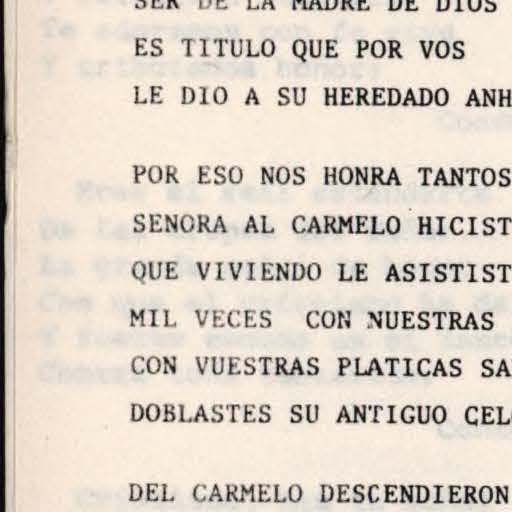 SER DE LA MADRE DE DIOS
ES TITULO QUE POR VOS
LE DIO A SU HEREDADO ANH
POR ESO NOS HONRA TANTOS
SENORA AL CARMELO HICIST
QUE VIVIENDO LE ASISTIST
MIL VECES CON NUESTRAS
CON VUESTRAS PLATICAS SA
DOBLASTES SU ANTIGUO CEL
DEL CARMELO DESCENDIERON